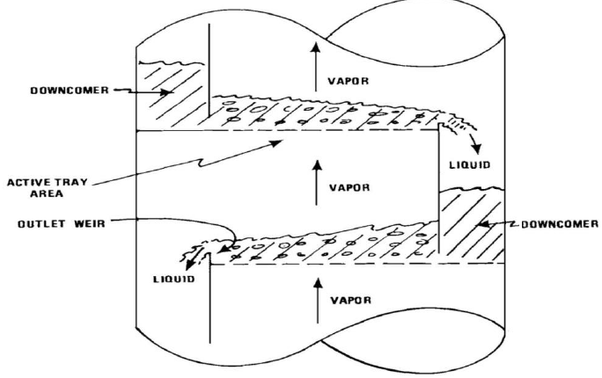 VAPOR
DOWNCOMER
LIQUID
ACTIVE TRAY
AREA
VAPOR
OUTLET WEIR
DOWNCOMER
LIQUID
VAPOR